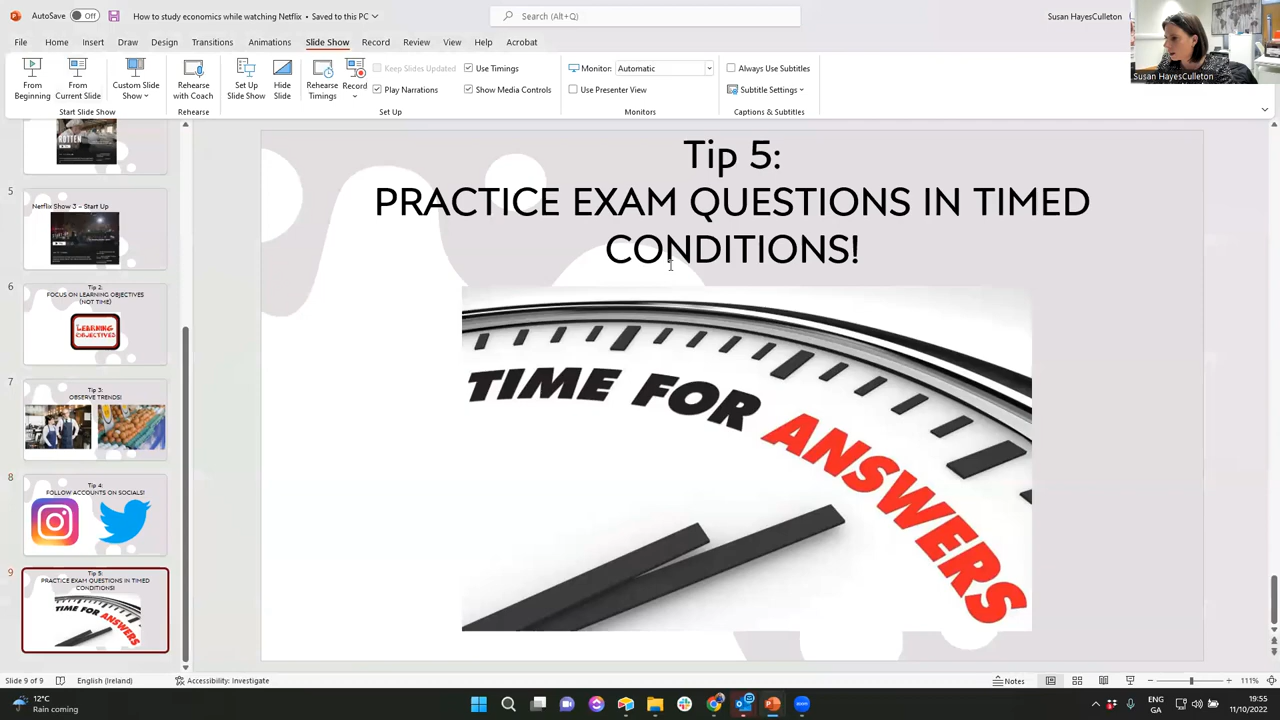 AutoSave
Off
How to study economics while watching Netflix • Saved to this PC
Search (Alt+Q)
Susan HayesCulleton
Susan HayesCulleton
File
Home
Insert
Draw
Design
Transitions
Animations
Slide Show
Record
Review
View
Help
Acrobat
From Beginning
From Current Slide
Custom Slide Show
Start Slide Show
Rehearse with Coach
Rehearse
Set Up Slide Show
Hide Slide
Rehearse Timings
Record
Keep Slides Updated
Play Narrations
Use Timings
Show Media Controls
Set Up
Monitor:
Automatic
Use Presenter View
Monitors
Always Use Subtitles
Subtitle Settings
Captions & Subtitles
ROTTEN
5
Netflix Show 3 – Start Up
6
Tip 2:
FOCUS ON LEARNING OBJECTIVES
(NOT TIME)
LEARNING
OBJECTIVES
7
Tip 3:
OBSERVE TRENDS!
8
Tip 4:
FOLLOW ACCOUNTS ON SOCIALS!
9
Tip 5:
PRACTICE EXAM QUESTIONS IN TIMED
CONDITIONS!
TIME FOR ANSWERS
Tip 5:
PRACTICE EXAM QUESTIONS IN TIMED
CONDITIONS!
TIME FOR ANSWERS
Slide 9 of 9
English (Ireland)
Accessibility: Investigate
Notes
111%
12°C
Rain coming
ENG
GA
19:55
11/10/2022